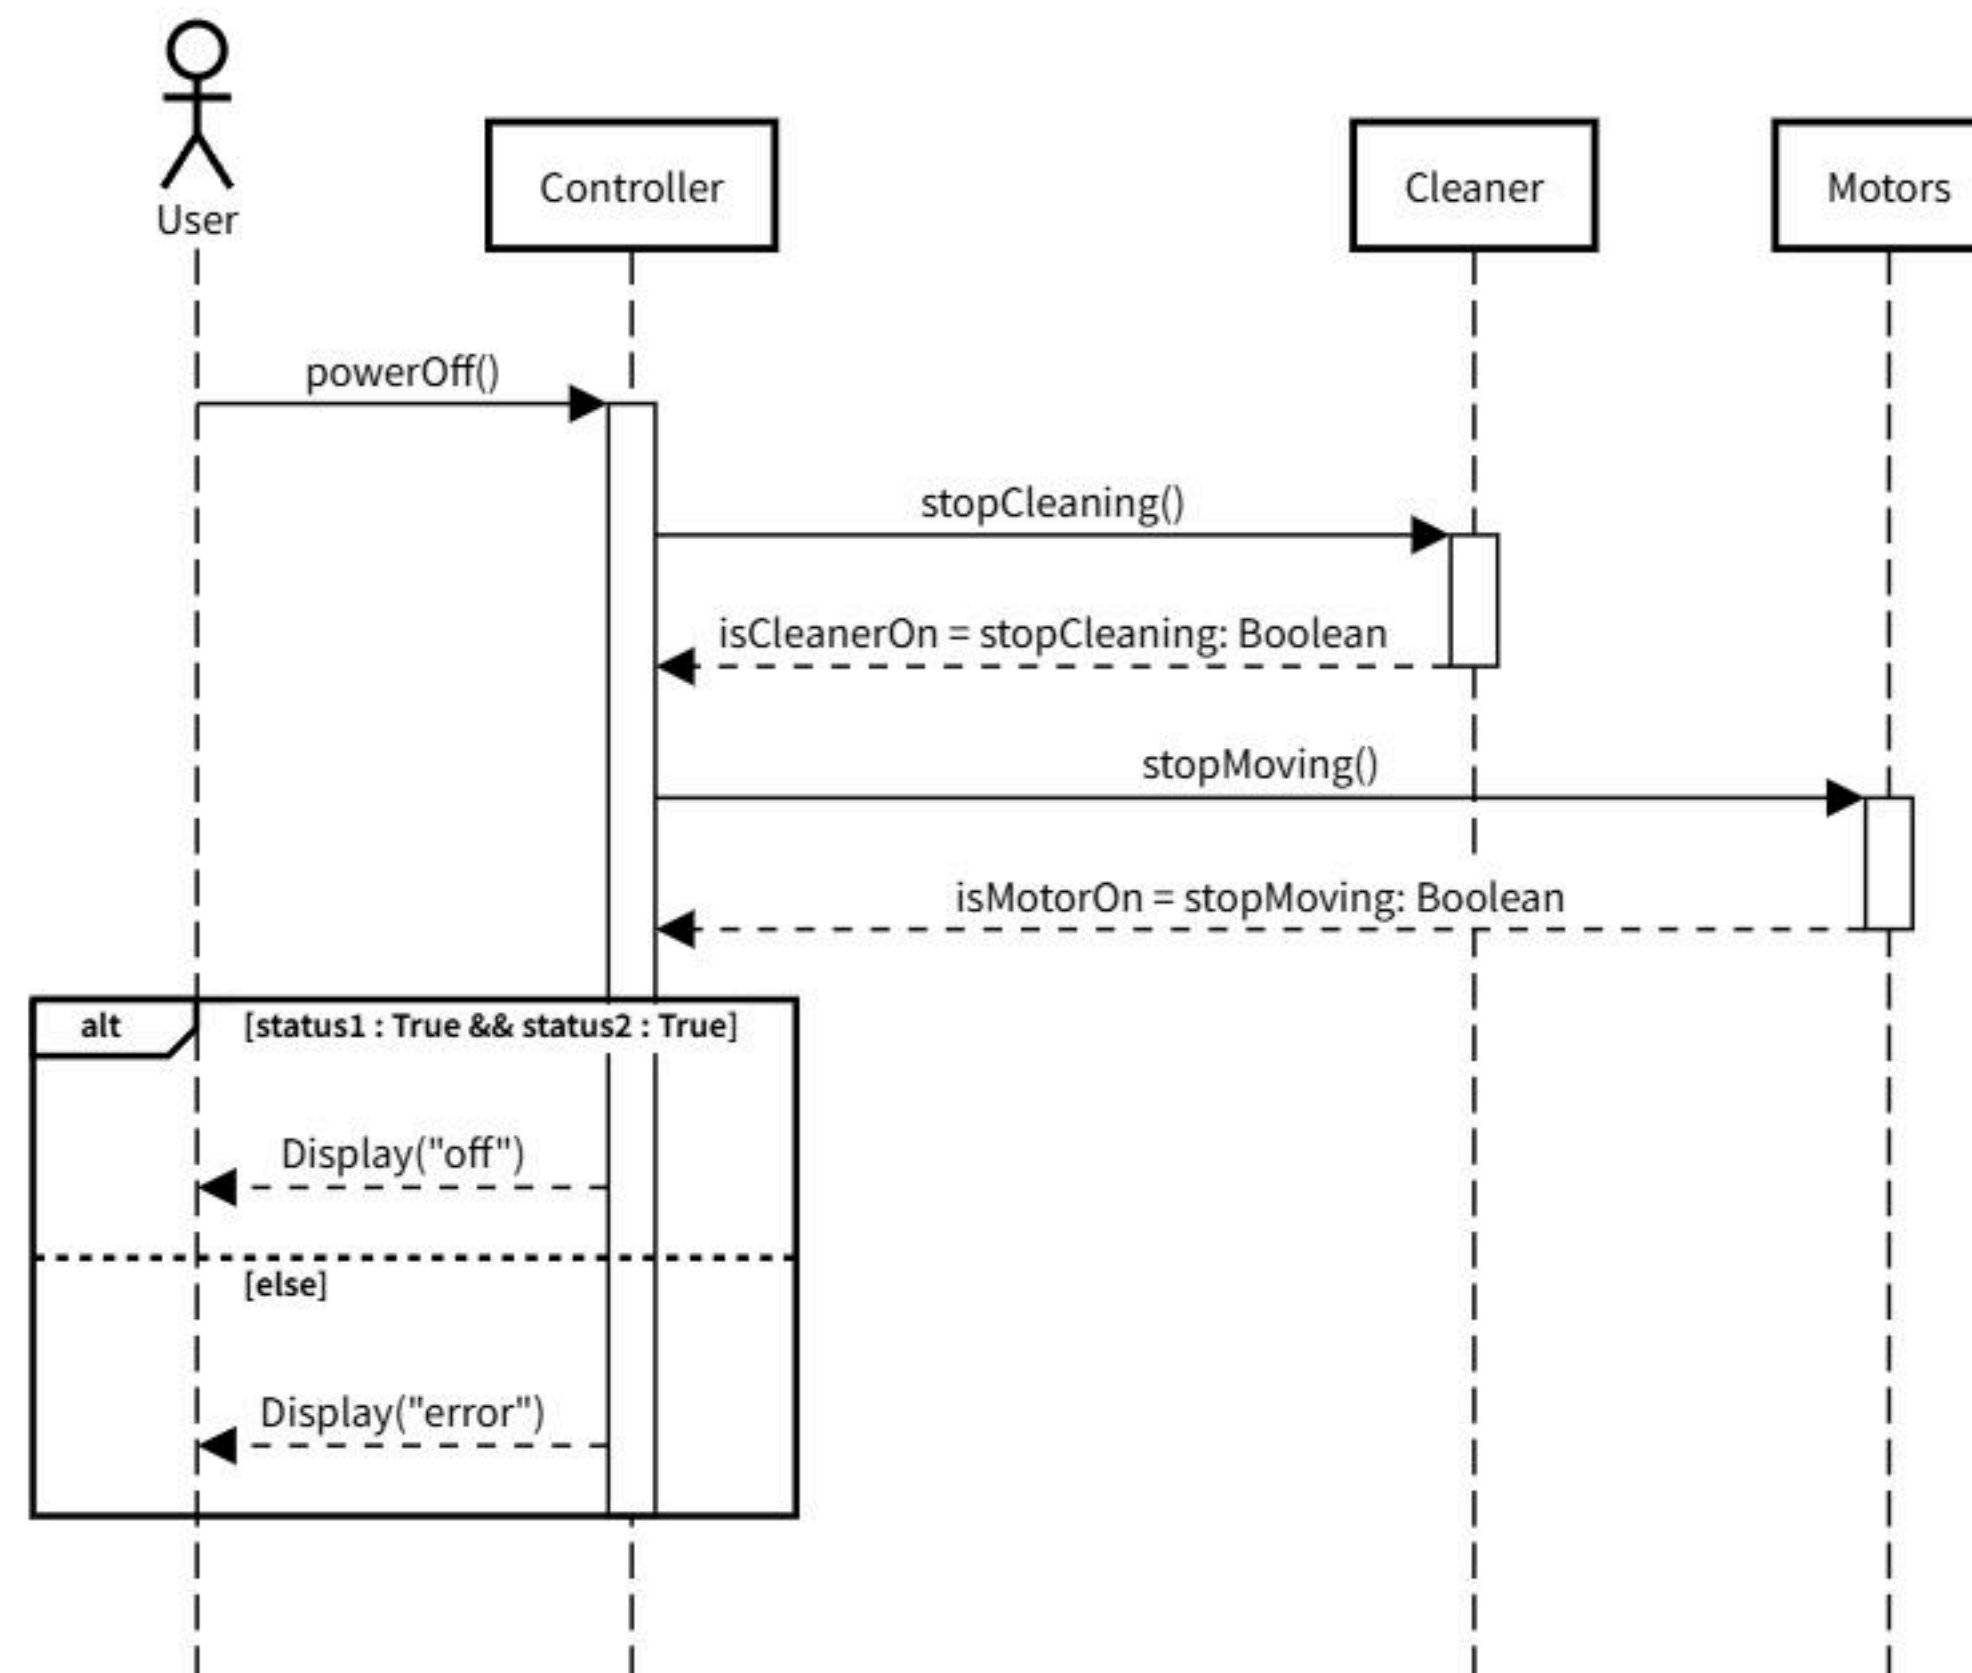 User
Controller
Cleaner
Motors
powerOff()
stopCleaning()
isCleanerOn = stopCleaning: Boolean
stopMoving()
isMotorOn = stopMoving: Boolean
alt
[status1 : True && status2 : True]
Display("off")
[else]
Display("error")